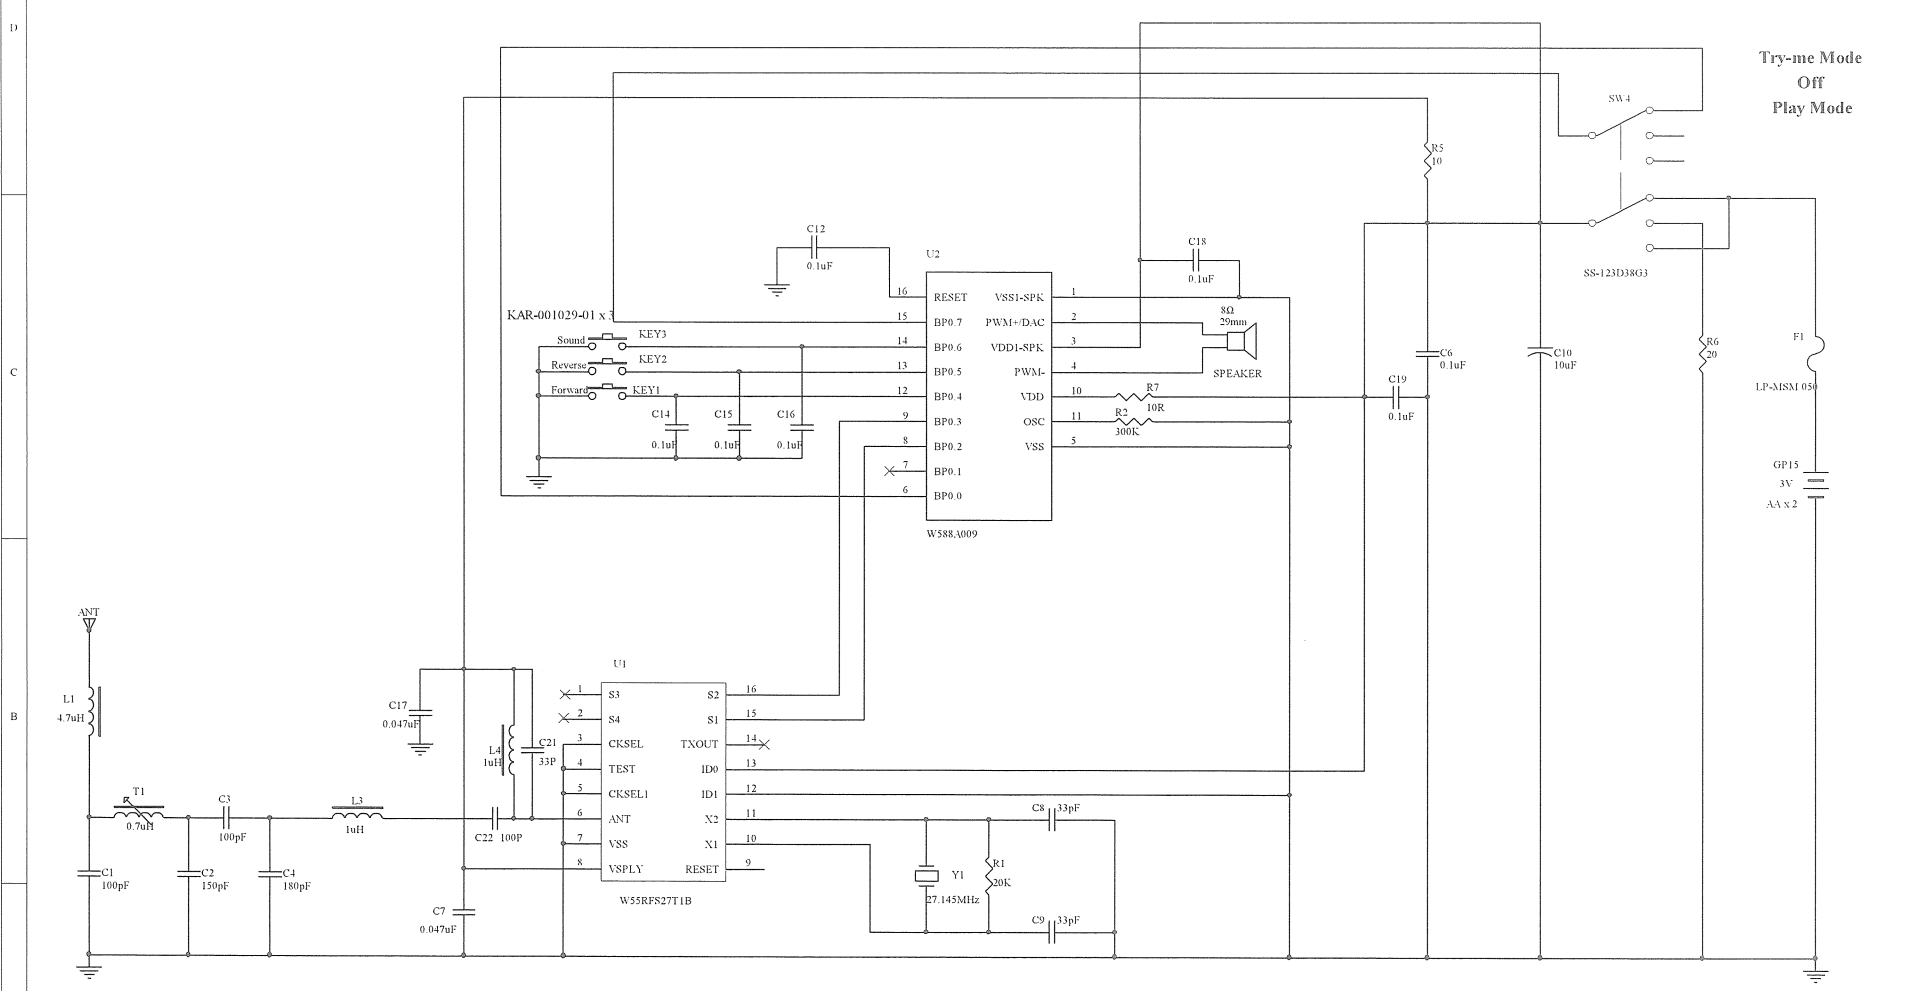 D
Try-me Mode
Off
Play Mode
SW4
R5
10
C12
0.1uF
U2
C18
0.1uF
SS-123D38G3
KAR-001029-01 x 3
16 RESET VSS1-SPK 1
15 BP0.7 PWM+/DAC 2
14 BP0.6 VDD1-SPK 3
13 BP0.5 PWM- 4
12 BP0.4 VDD 10
9 BP0.3 OSC 11
8 BP0.2 VSS 5
7 BP0.1
6 BP0.0
W588A009
Sound KEY3
Reverse KEY2
Forward KEY1
C14
0.1uF
C15
0.1uF
C16
0.1uF
8Ω
29mm
SPEAKER
R7
10R
R2
300K
C19
0.1uF
C6
0.1uF
C10
10uF
R6
20
F1
LP-MSM 050
C
GP15
3V
AA x 2
ANT
L1
4.7uH
B
C17
0.047uF
L4
1uH
C21
33P
U1
1 S3 S2 16
2 S4 S1 15
3 CKSEL TXOUT 14
4 TEST ID0 13
5 CKSEL1 ID1 12
6 ANT X2 11
7 VSS X1 10
8 VSPLY RESET 9
W55RFS27T1B
T1
0.7uH
C3
100pF
L3
1uH
C22 100P
C1
100pF
C2
150pF
C4
180pF
C7
0.047uF
C8 33pF
Y1
27.145MHz
R1
20K
C9 33pF